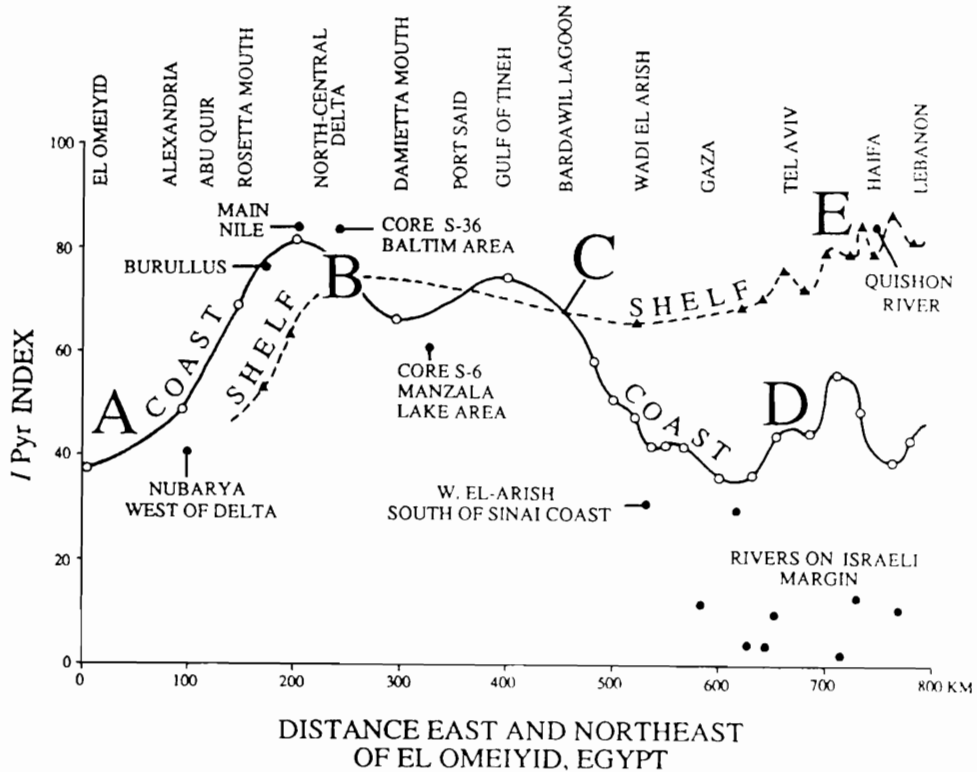 EL OMEIYID
ALEXANDRIA
ABU QUIR
ROSETTA MOUTH
NORTH-CENTRAL
DELTA
DAMIETTA MOUTH
PORT SAID
GULF OF TINEH
BARDAWIL LAGOON
WADI EL ARISH
GAZA
TEL AVIV
HAIFA
LEBANON
100
80
60
40
20
0
I Pyr INDEX
MAIN
NILE
BURULLUS
CORE S-36
BALTIM AREA
A
B
C
D
E
COAST
SHELF
SHELF
COAST
QUISHON
RIVER
CORE S-6
MANZALA
LAKE AREA
NUBARYA
WEST OF DELTA
W. EL-ARISH
SOUTH OF SINAI COAST
RIVERS ON ISRAELI
MARGIN
0 100 200 300 400 500 600 700 800 KM
DISTANCE EAST AND NORTHEAST
OF EL OMEIYID, EGYPT